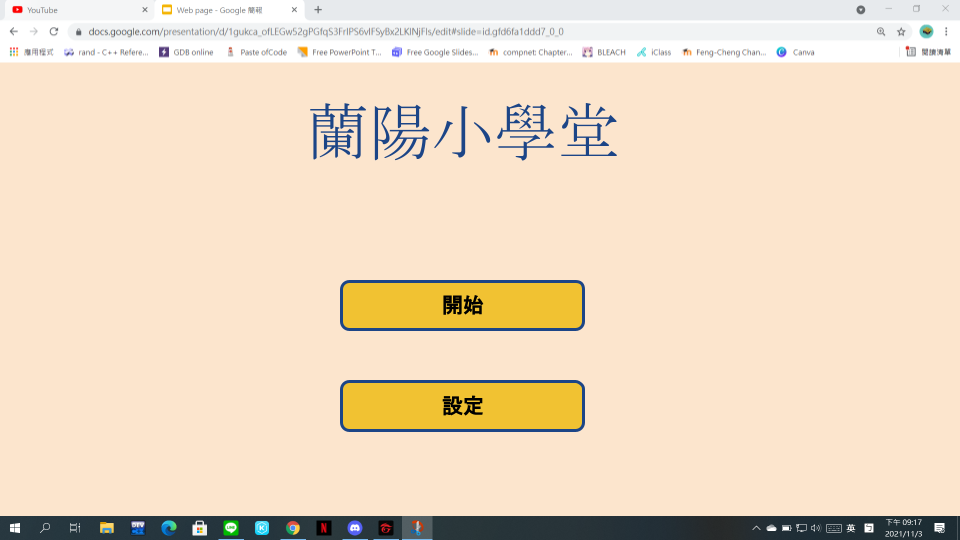 YouTube
Web page - Google 簡報
docs.google.com/presentation/d/1gukca_ofLEGw52gPGfqS3FrIPS6vIFSyBx2LKINjFIs/edit#slide=id.gfd6fa1ddd7_0_0
應用程式
rand - C++ Refere...
GDB online
Paste ofCode
Free PowerPoint T...
Free Google Slides...
compnet: Chapter...
BLEACH
iClass
Feng-Cheng Chan...
Canva
閱讀清單
蘭陽小學堂
開始
設定
英
下午 09:17
2021/11/3